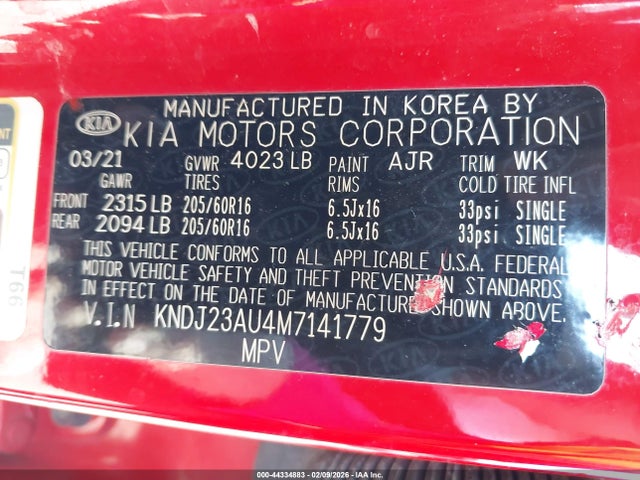 KIA
MANUFACTURED IN KOREA BY
KIA MOTORS CORPORATION
03/21 GVWR 4023 LB PAINT AJR TRIM WK
GAWR TIRES RIMS COLD TIRE INFL
FRONT 2315 LB 205/60R16 6.5Jx16 33psi SINGLE
REAR 2094 LB 205/60R16 6.5Jx16 33psi SINGLE
THIS VEHICLE CONFORMS TO ALL APPLICABLE U.S.A. FEDERAL
MOTOR VEHICLE SAFETY AND THEFT PREVENTION STANDARDS
IN EFFECT ON THE DATE OF MANUFACTURE SHOWN ABOVE.
V.I.N KNDJ23AU4M7141779
MPV
T66
000-44334883 - 02/09/2026 - IAA Inc.